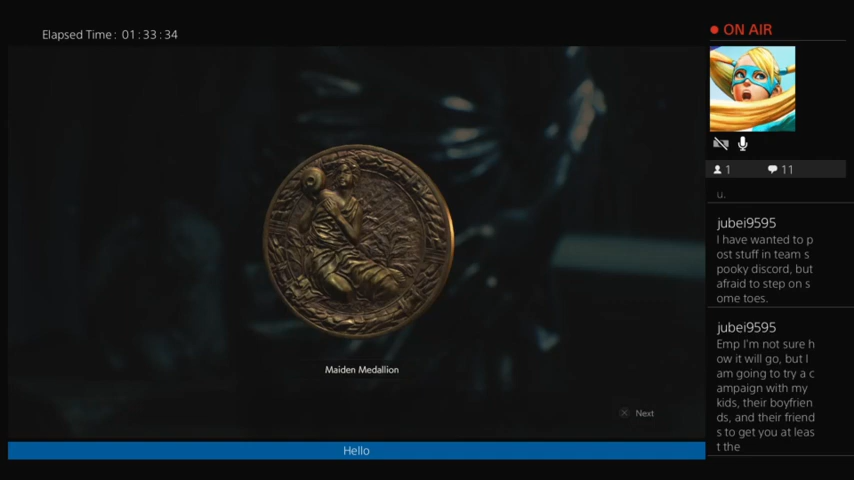 Elapsed Time: 01:33:34
ON AIR
1
11
u.
jubei9595
I have wanted to p
ost stuff in team s
pooky discord, but
afraid to step on s
ome toes.
jubei9595
Emp I'm not sure h
ow it will go, but I
am going to try a c
ampaign with my
kids, their boyfrien
ds, and their friend
s to get you at leas
t the
Maiden Medallion
Next
Hello